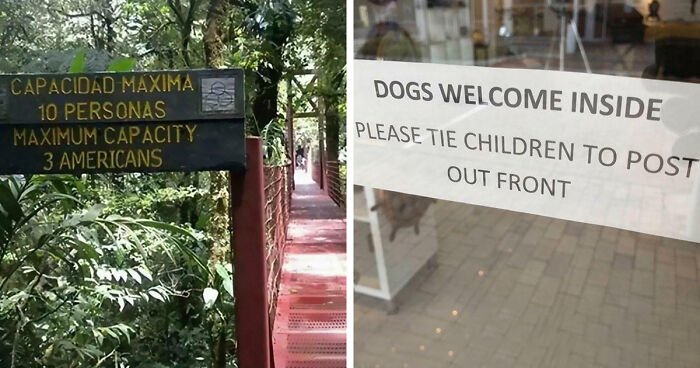 CAPACIDAD MAXIMA
10 PERSONAS
MAXIMUM CAPACITY
3 AMERICANS
DOGS WELCOME INSIDE
PLEASE TIE CHILDREN TO POST
OUT FRONT